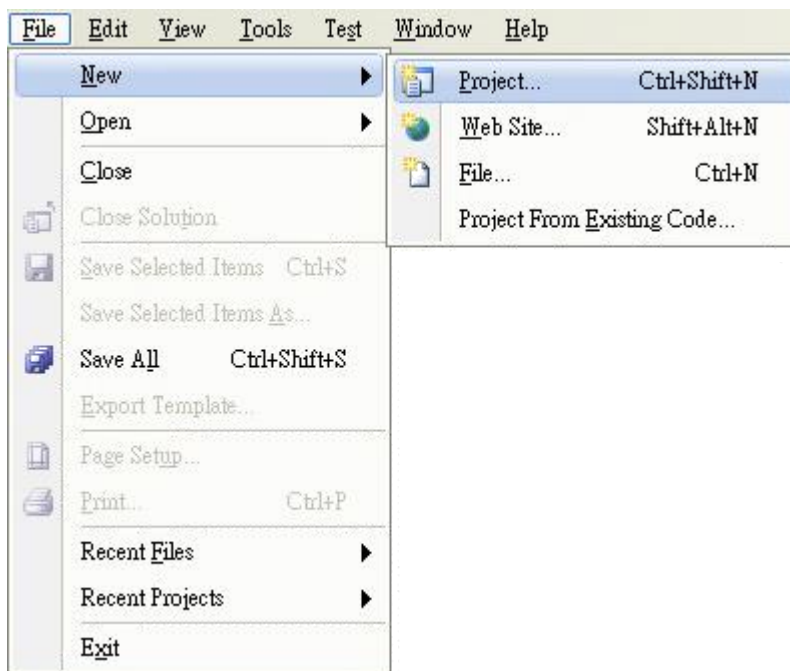 File Edit View Tools Test Window Help
New
Project... Ctrl+Shift+N
Web Site... Shift+Alt+N
File... Ctrl+N
Project From Existing Code...
Open
Close
Close Solution
Save Selected Items Ctrl+S
Save Selected Items As...
Save All Ctrl+Shift+S
Export Template...
Page Setup...
Print... Ctrl+P
Recent Files
Recent Projects
Exit